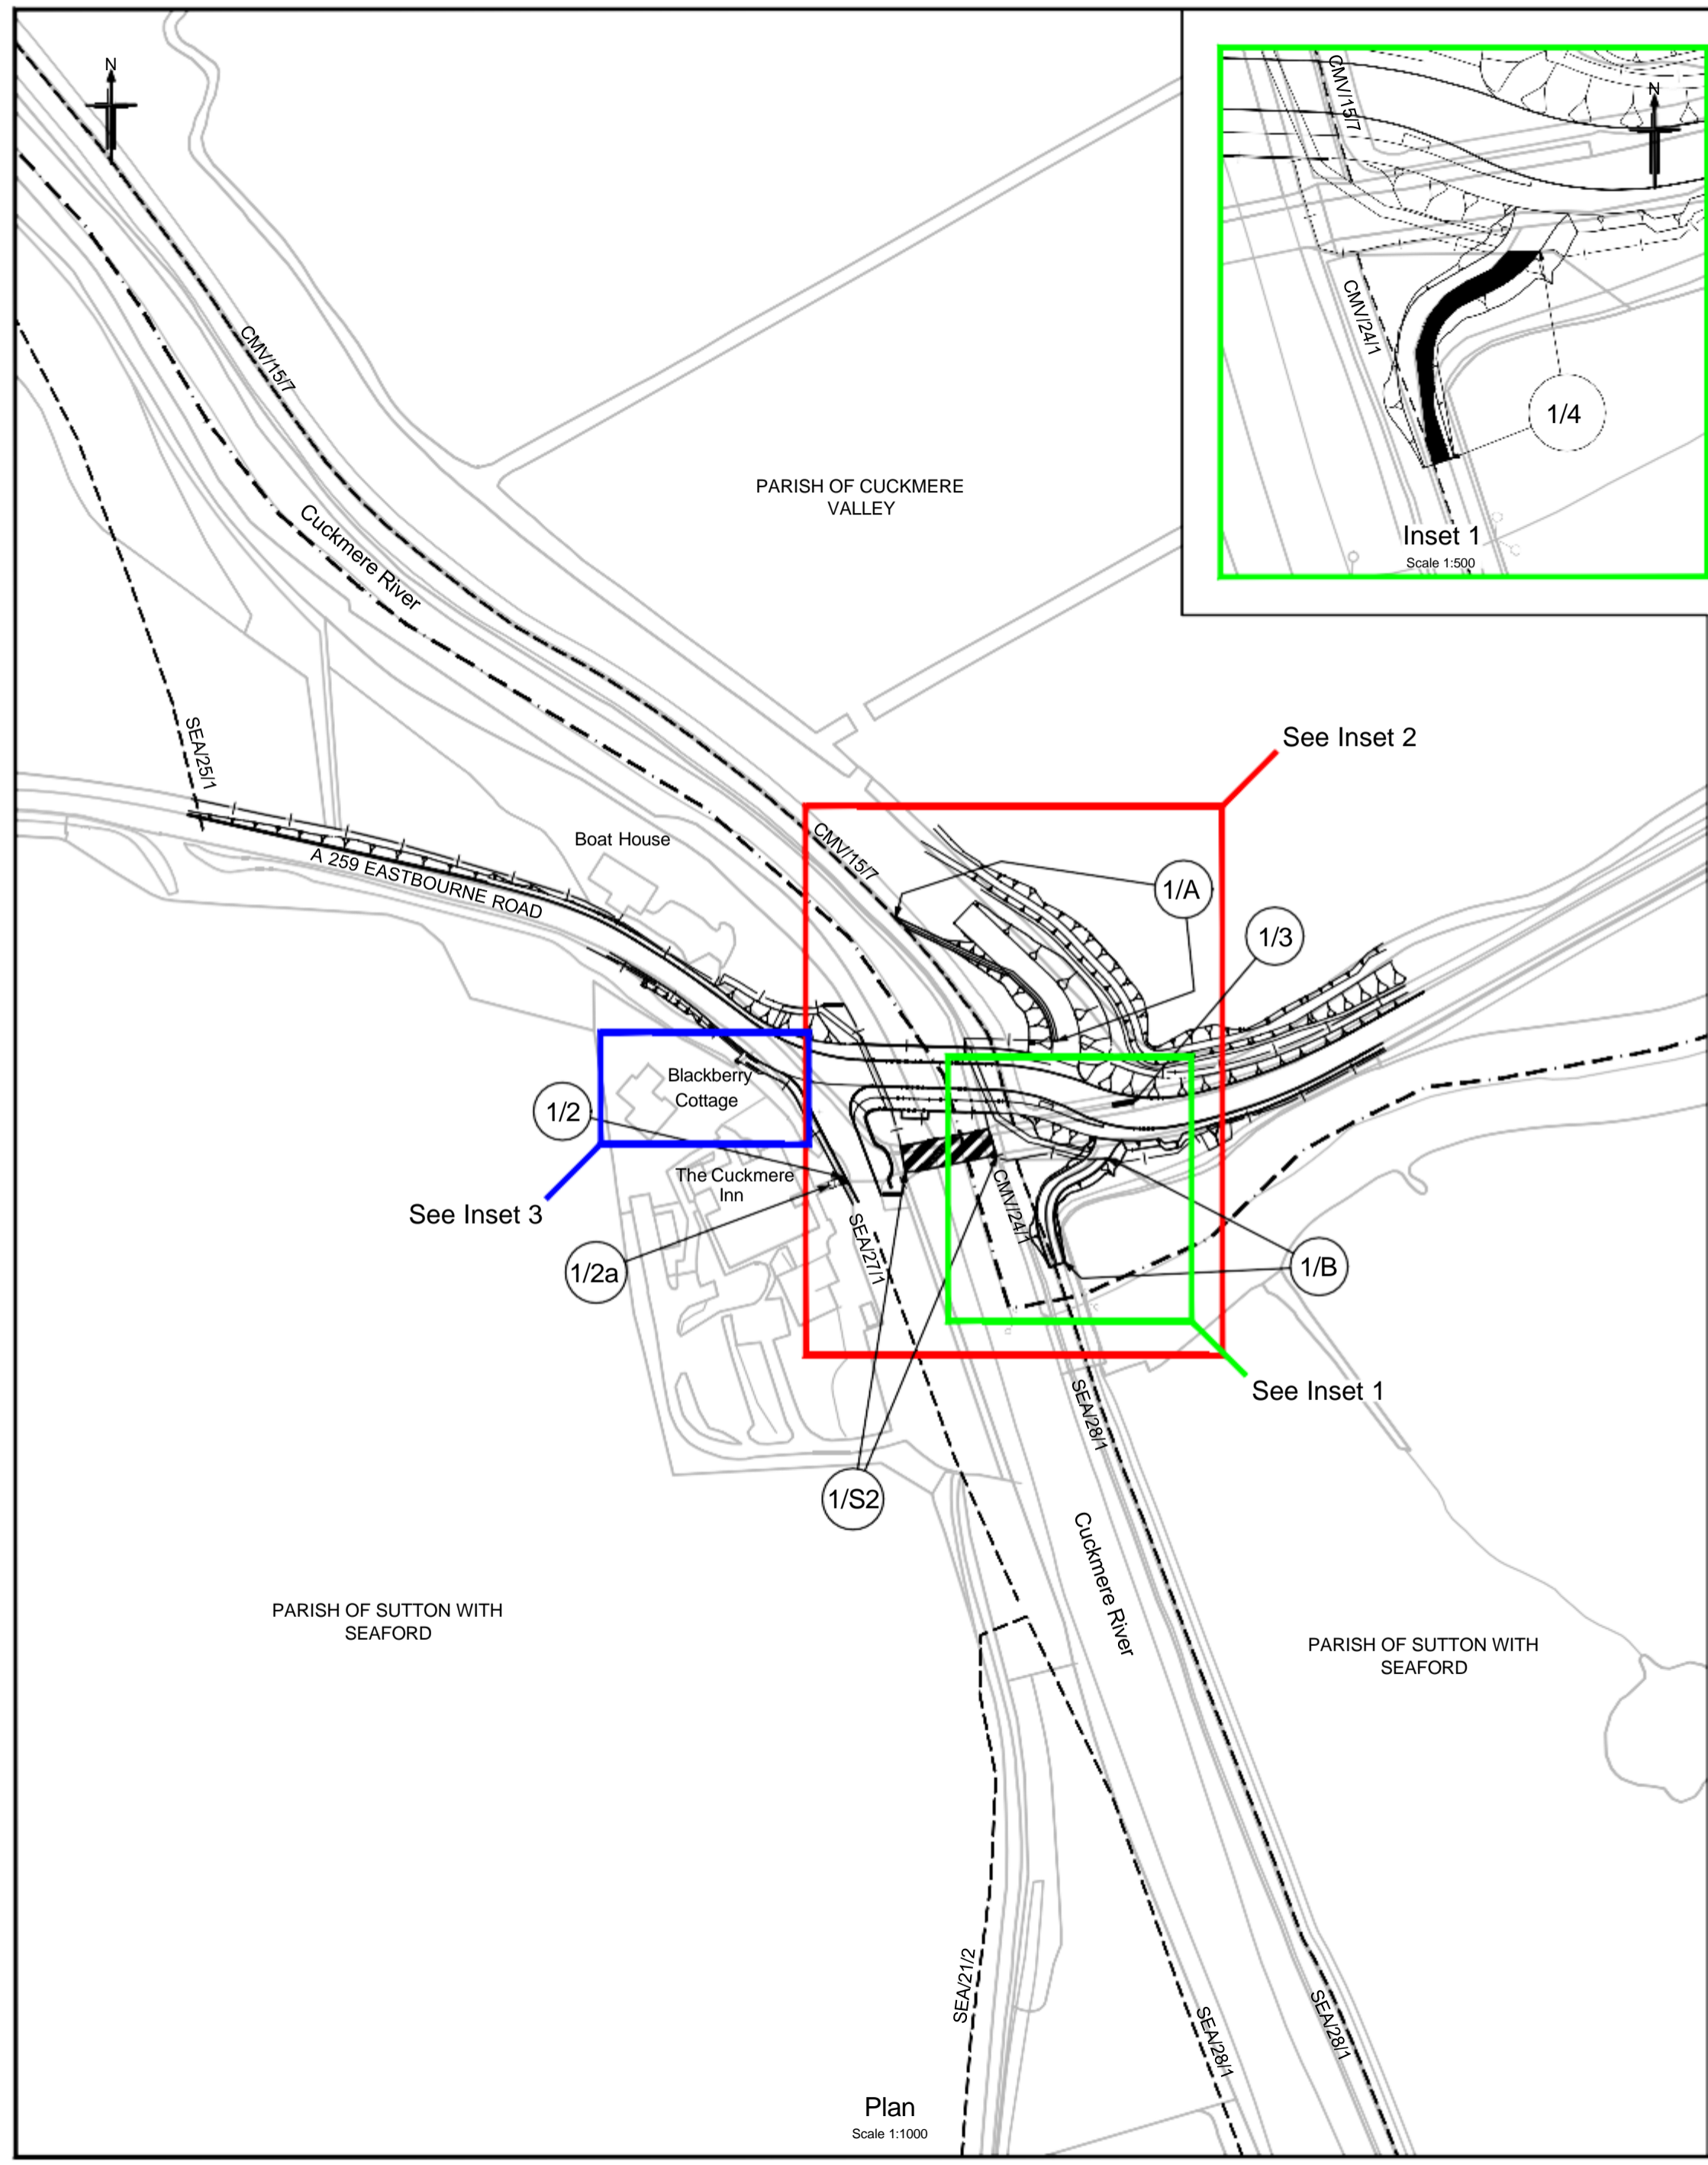 N
CMV/15/7
N
CMV/24/1
1/4
Inset 1
Scale 1:500
CMV/15/7
PARISH OF CUCKMERE
VALLEY
Cuckmere River
SEA/25/1
See Inset 2
Boat House
CMV/15/7
A 259 EASTBOURNE ROAD
1/A
1/3
Blackberry
Cottage
1/2
The Cuckmere
Inn
CMV/24/1
See Inset 3
SEA/27/1
1/2a
1/B
See Inset 1
SEA/28/1
1/S2
Cuckmere River
PARISH OF SUTTON WITH
SEAFORD
PARISH OF SUTTON WITH
SEAFORD
SEA/21/2
SEA/28/1
SEA/28/1
Plan
Scale 1:1000